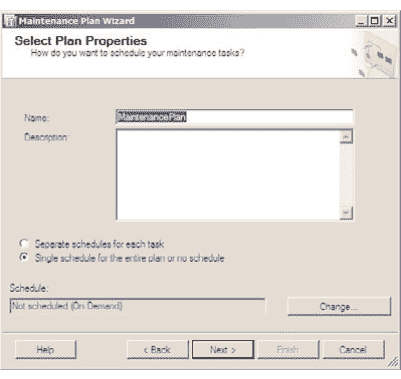 Maintenance Plan Wizard
Select Plan Properties
How do you want to schedule your maintenance tasks?
Name:
MaintenancePlan
Description:
Separate schedules for each task
Single schedule for the entire plan or no schedule
Schedule:
Not scheduled (On Demand)
Change...
Help
< Back
Next >
Finish
Cancel